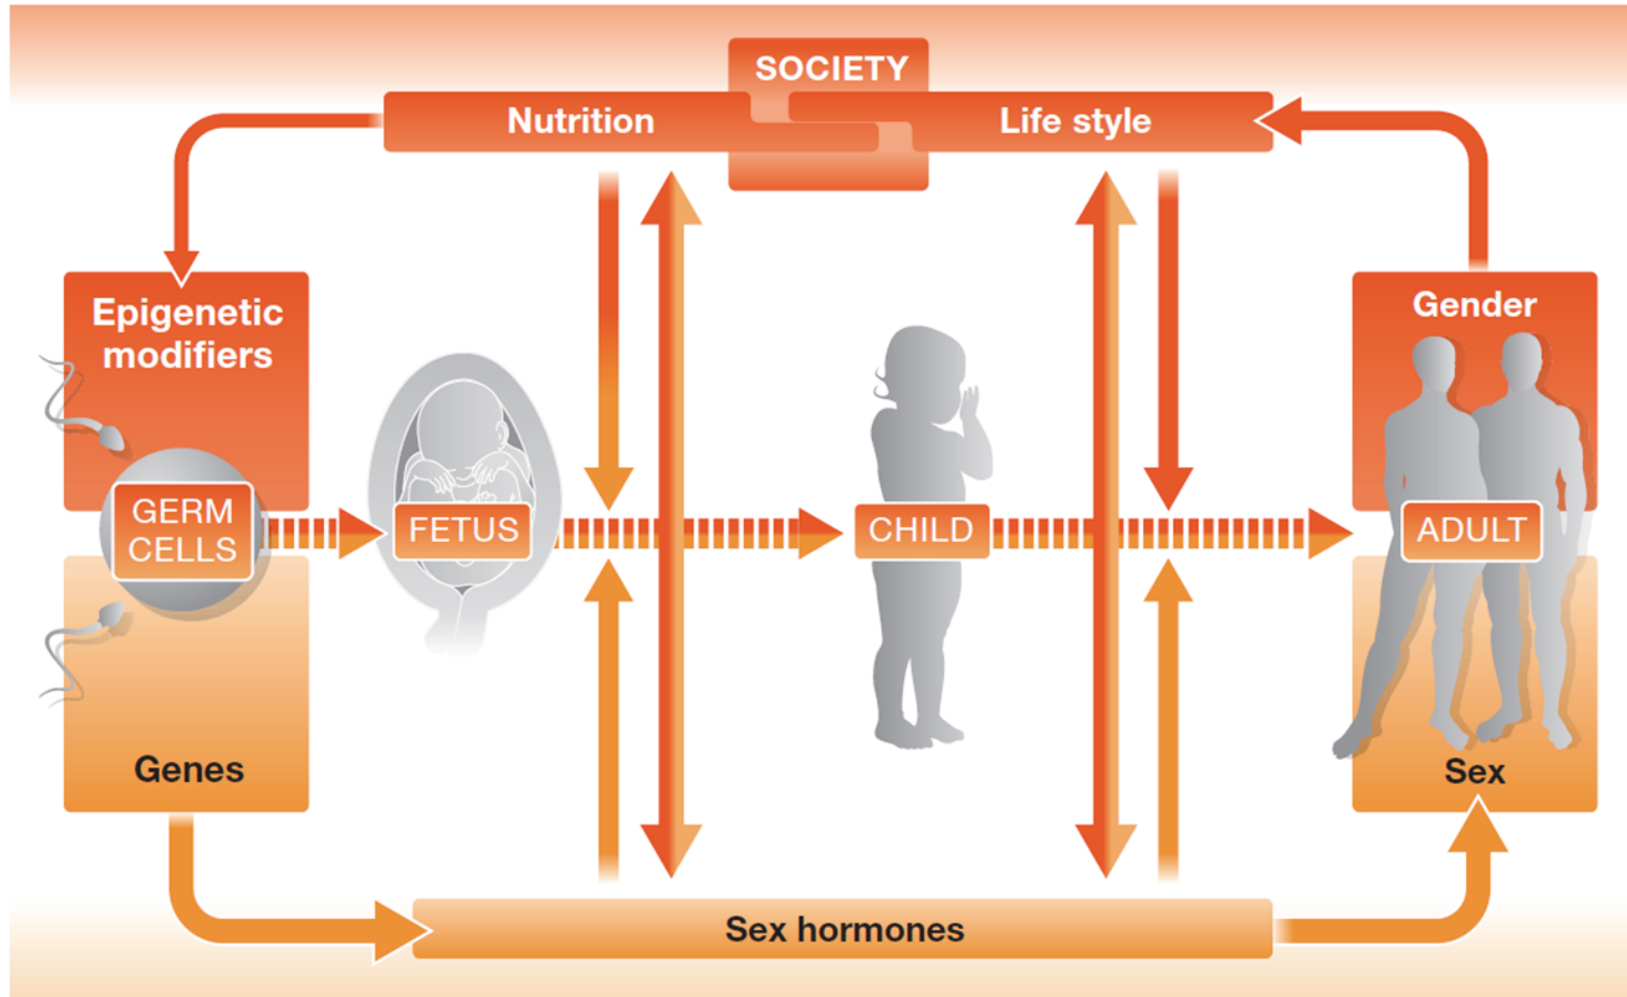 SOCIETY
Nutrition
Life style
Epigenetic
modifiers
Gender
GERM
CELLS
FETUS
CHILD
ADULT
Genes
Sex
Sex hormones